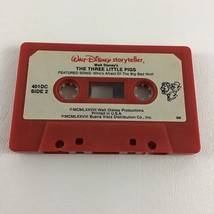 Walt Disney storyteller
Walt Disney's
THE THREE LITTLE PIGS
FEATURED SONG: Who's Afraid Of The Big Bad Wolf
401DC
SIDE 2
©MCMLXXVIII Walt Disney Productions
Printed in U.S.A.
©MCMLXXVIII Buena Vista Distribution Co., Inc.